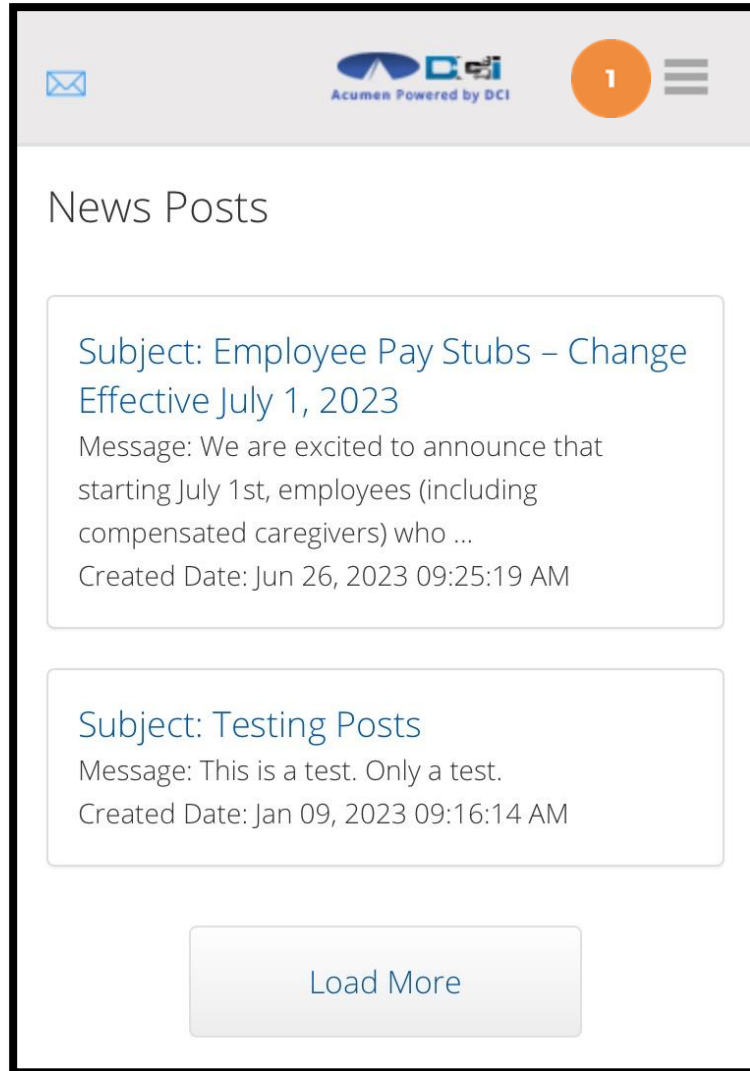 DCI
Acumen Powered by DCI
1
News Posts
Subject: Employee Pay Stubs – Change
Effective July 1, 2023
Message: We are excited to announce that
starting July 1st, employees (including
compensated caregivers) who ...
Created Date: Jun 26, 2023 09:25:19 AM
Subject: Testing Posts
Message: This is a test. Only a test.
Created Date: Jan 09, 2023 09:16:14 AM
Load More